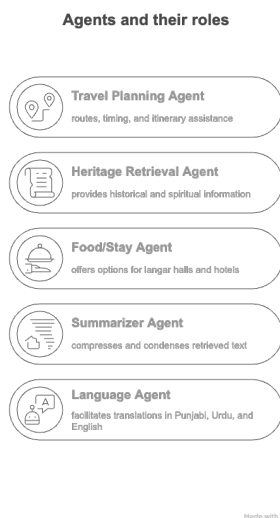 Agents and their roles
Travel Planning Agent
routes, timing, and itinerary assistance
Heritage Retrieval Agent
provides historical and spiritual information
Food/Stay Agent
offers options for langar halls and hotels
Summarizer Agent
compresses and condenses retrieved text
Language Agent
facilitates translations in Punjabi, Urdu, and
English
A
Made with